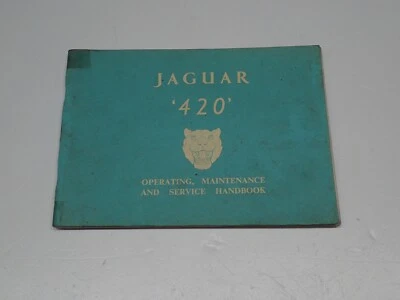 JAGUAR
'420'
OPERATING, MAINTENANCE
AND SERVICE HANDBOOK